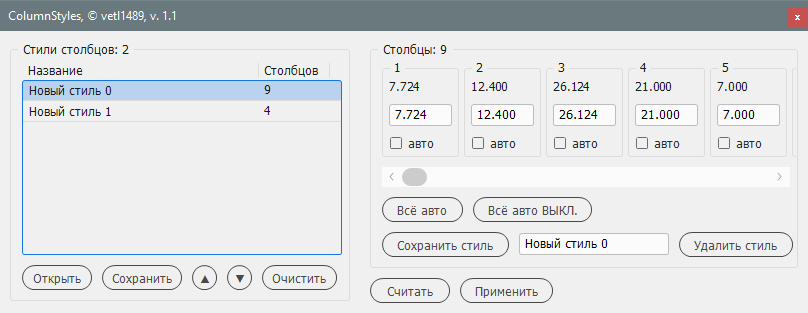 ColumnStyles, © vetl1489, v. 1.1
x
Стили столбцов: 2
Название Столбцов
Новый стиль 0 9
Новый стиль 1 4
Открыть Сохранить ▲ ▼ Очистить
Столбцы: 9
1 2 3 4 5
7.724 12.400 26.124 21.000 7.000
7.724 12.400 26.124 21.000 7.000
авто авто авто авто авто
Всё авто Всё авто ВЫКЛ.
Сохранить стиль Новый стиль 0 Удалить стиль
Считать Применить